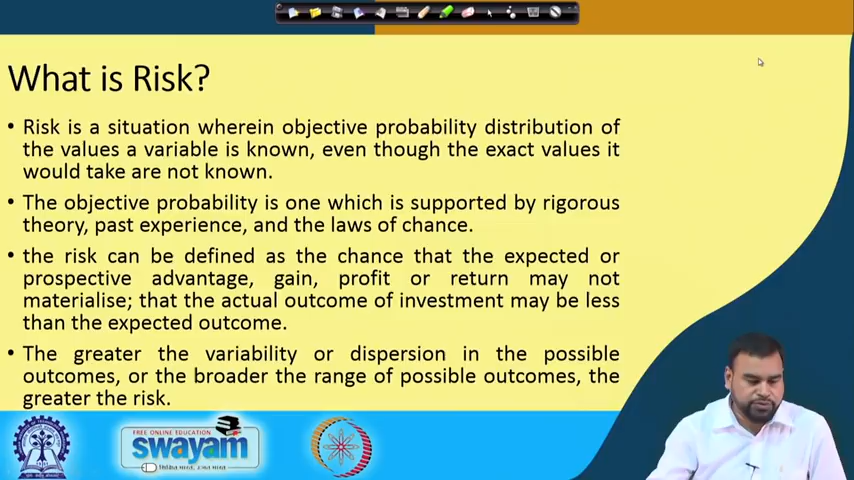 What is Risk?
• Risk is a situation wherein objective probability distribution of
the values a variable is known, even though the exact values it
would take are not known.
• The objective probability is one which is supported by rigorous
theory, past experience, and the laws of chance.
• the risk can be defined as the chance that the expected or
prospective advantage, gain, profit or return may not
materialise; that the actual outcome of investment may be less
than the expected outcome.
• The greater the variability or dispersion in the possible
outcomes, or the broader the range of possible outcomes, the
greater the risk.
FREE ONLINE EDUCATION
swayam